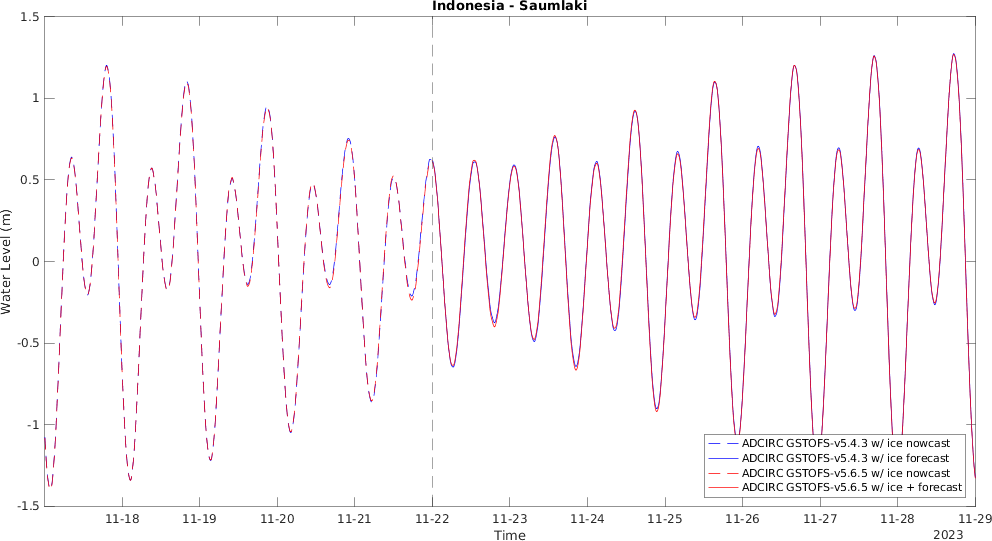 Indonesia - Saumlaki
1.5
1
0.5
0
-0.5
-1
-1.5
Water Level (m)
ADCIRC GSTOFS-v5.4.3 w/ ice nowcast
ADCIRC GSTOFS-v5.4.3 w/ ice forecast
ADCIRC GSTOFS-v5.6.5 w/ ice nowcast
ADCIRC GSTOFS-v5.6.5 w/ ice + forecast
11-18 11-19 11-20 11-21 11-22 11-23 11-24 11-25 11-26 11-27 11-28 11-29
Time
2023